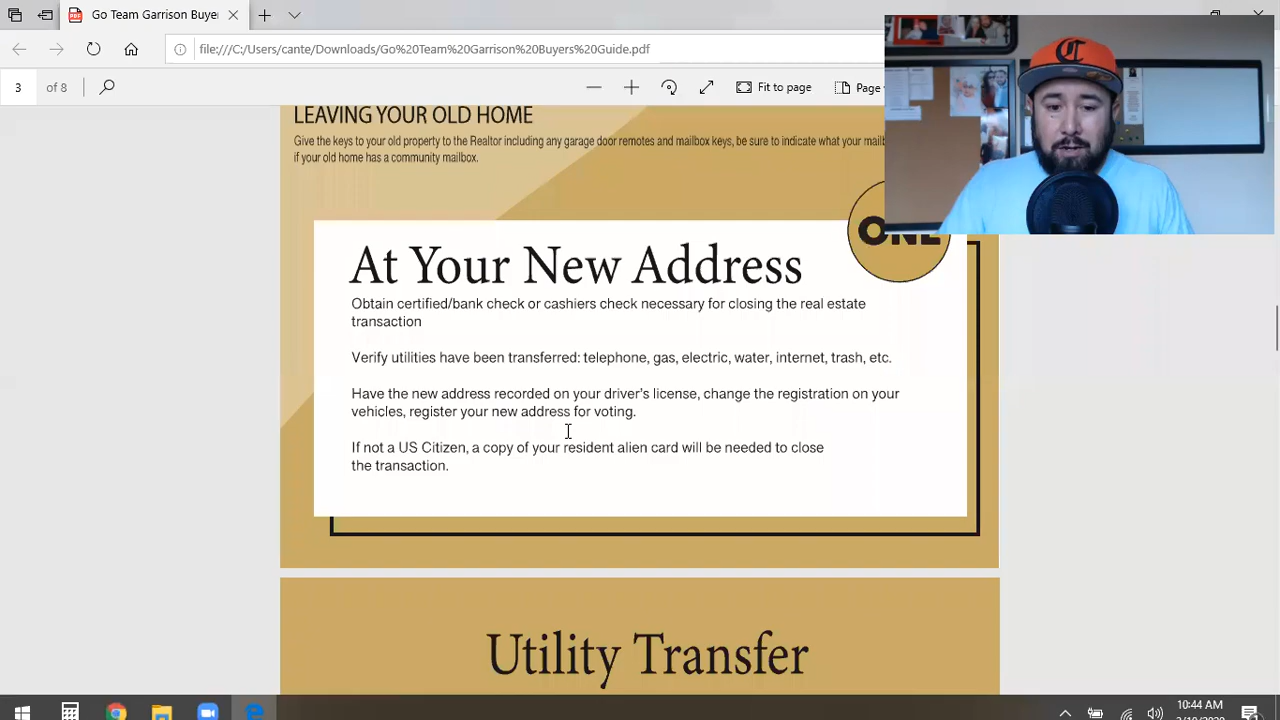 Go Team Garrison Buyer
file:///C:/Users/cante/Downloads/Go%20Team%20Garrison%20Buyers%20Guide.pdf
3 of 8
Fit to page
Page
LEAVING YOUR OLD HOME
Give the keys to your old property to the Realtor including any garage door remotes and mailbox keys, be sure to indicate what your
if your old home has a community mailbox.
ONE
At Your New Address
Obtain certified/bank check or cashiers check necessary for closing the real estate
transaction
Verify utilities have been transferred: telephone, gas, electric, water, internet, trash, etc.
Have the new address recorded on your driver's license, change the registration on your
vehicles, register your new address for voting.
If not a US Citizen, a copy of your resident alien card will be needed to close
the transaction.
Utility Transfer
10:44 AM